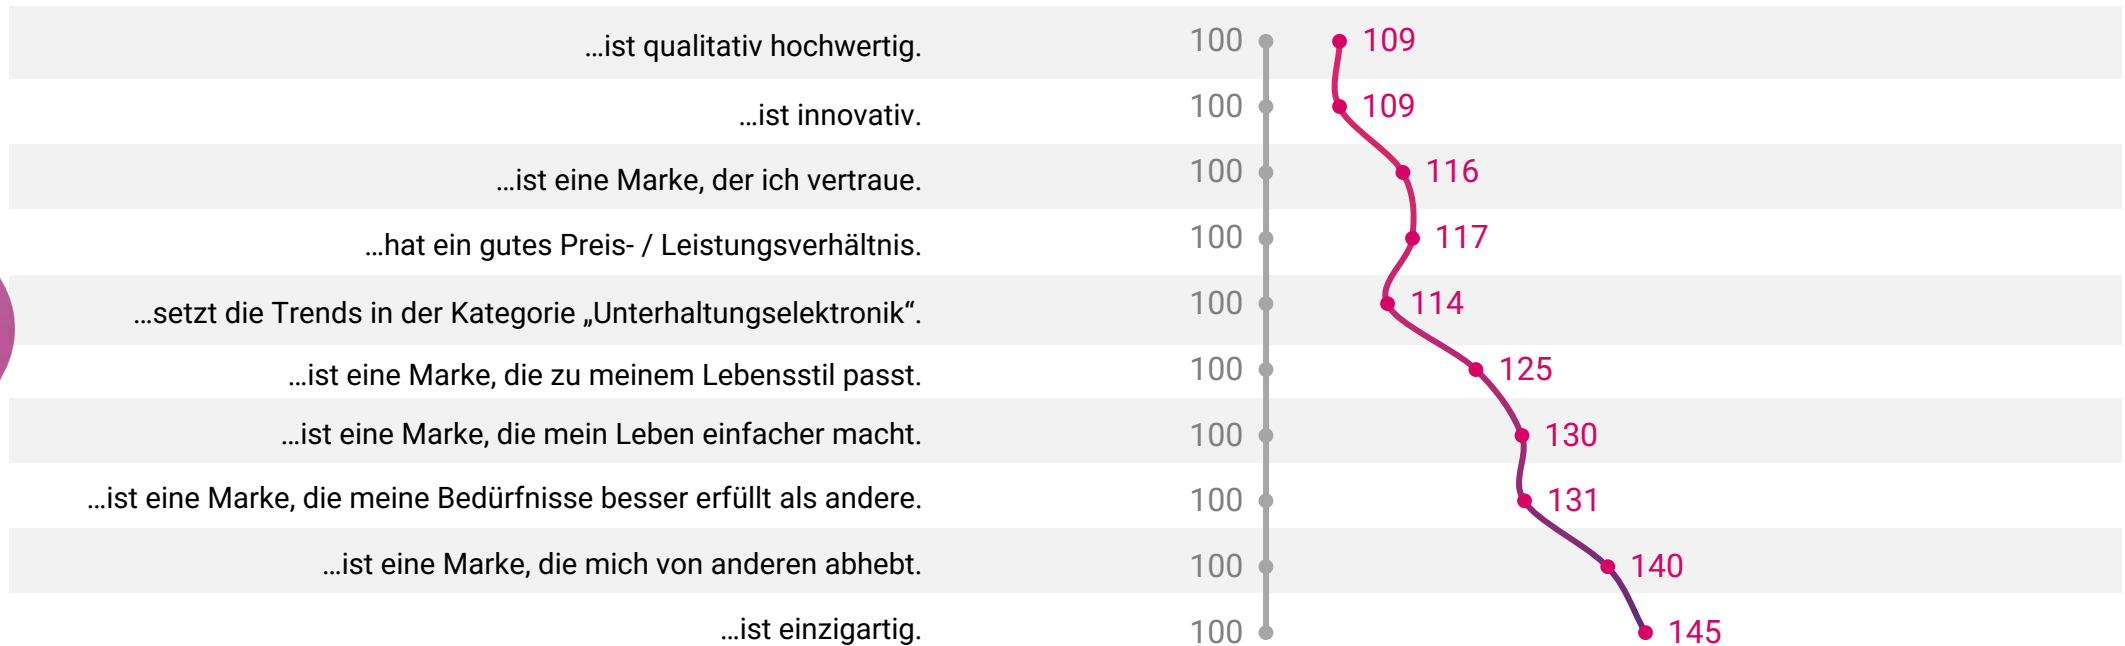 …ist qualitativ hochwertig. 100 109
…ist innovativ. 100 109
…ist eine Marke, der ich vertraue. 100 116
…hat ein gutes Preis- / Leistungsverhältnis. 100 117
…setzt die Trends in der Kategorie „Unterhaltungselektronik“. 100 114
…ist eine Marke, die zu meinem Lebensstil passt. 100 125
…ist eine Marke, die mein Leben einfacher macht. 100 130
…ist eine Marke, die meine Bedürfnisse besser erfüllt als andere. 100 131
…ist eine Marke, die mich von anderen abhebt. 100 140
…ist einzigartig. 100 145